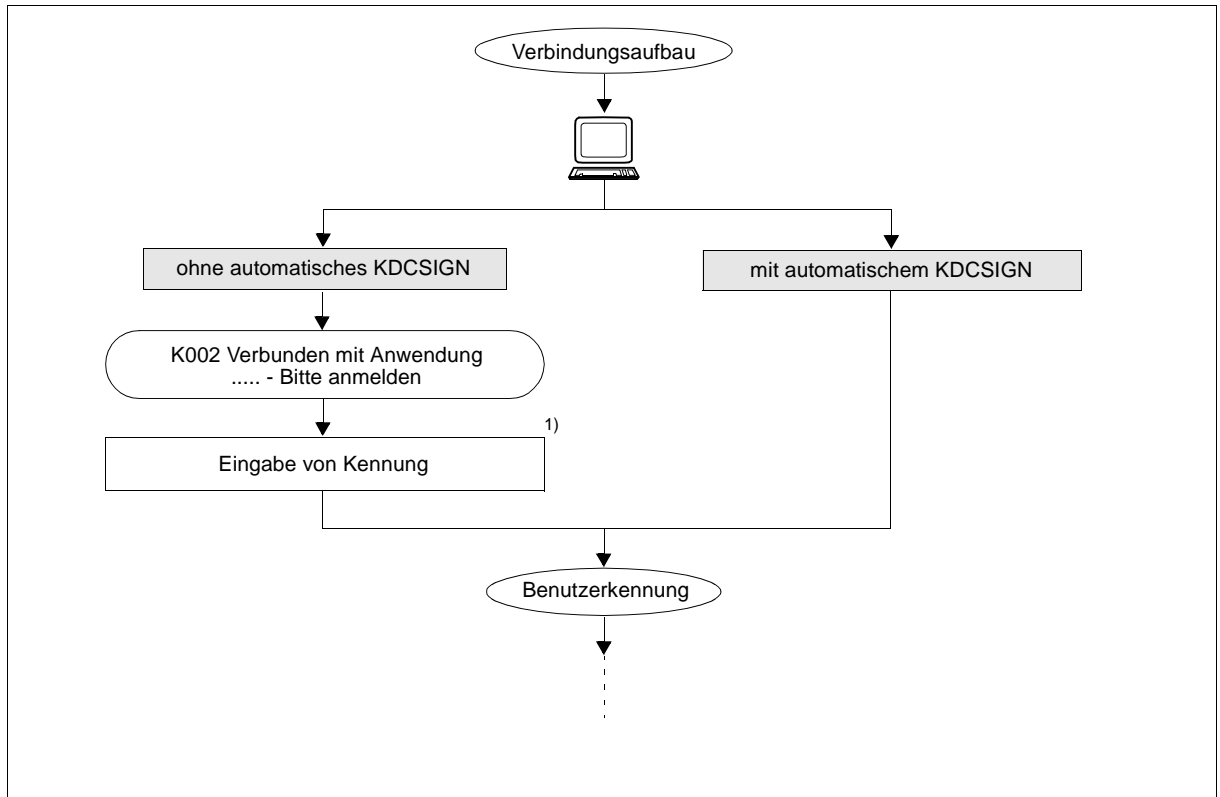 Verbindungsaufbau
ohne automatisches KDCSIGN
mit automatischem KDCSIGN
K002 Verbunden mit Anwendung
..... - Bitte anmelden
1)
Eingabe von Kennung
Benutzerkennung